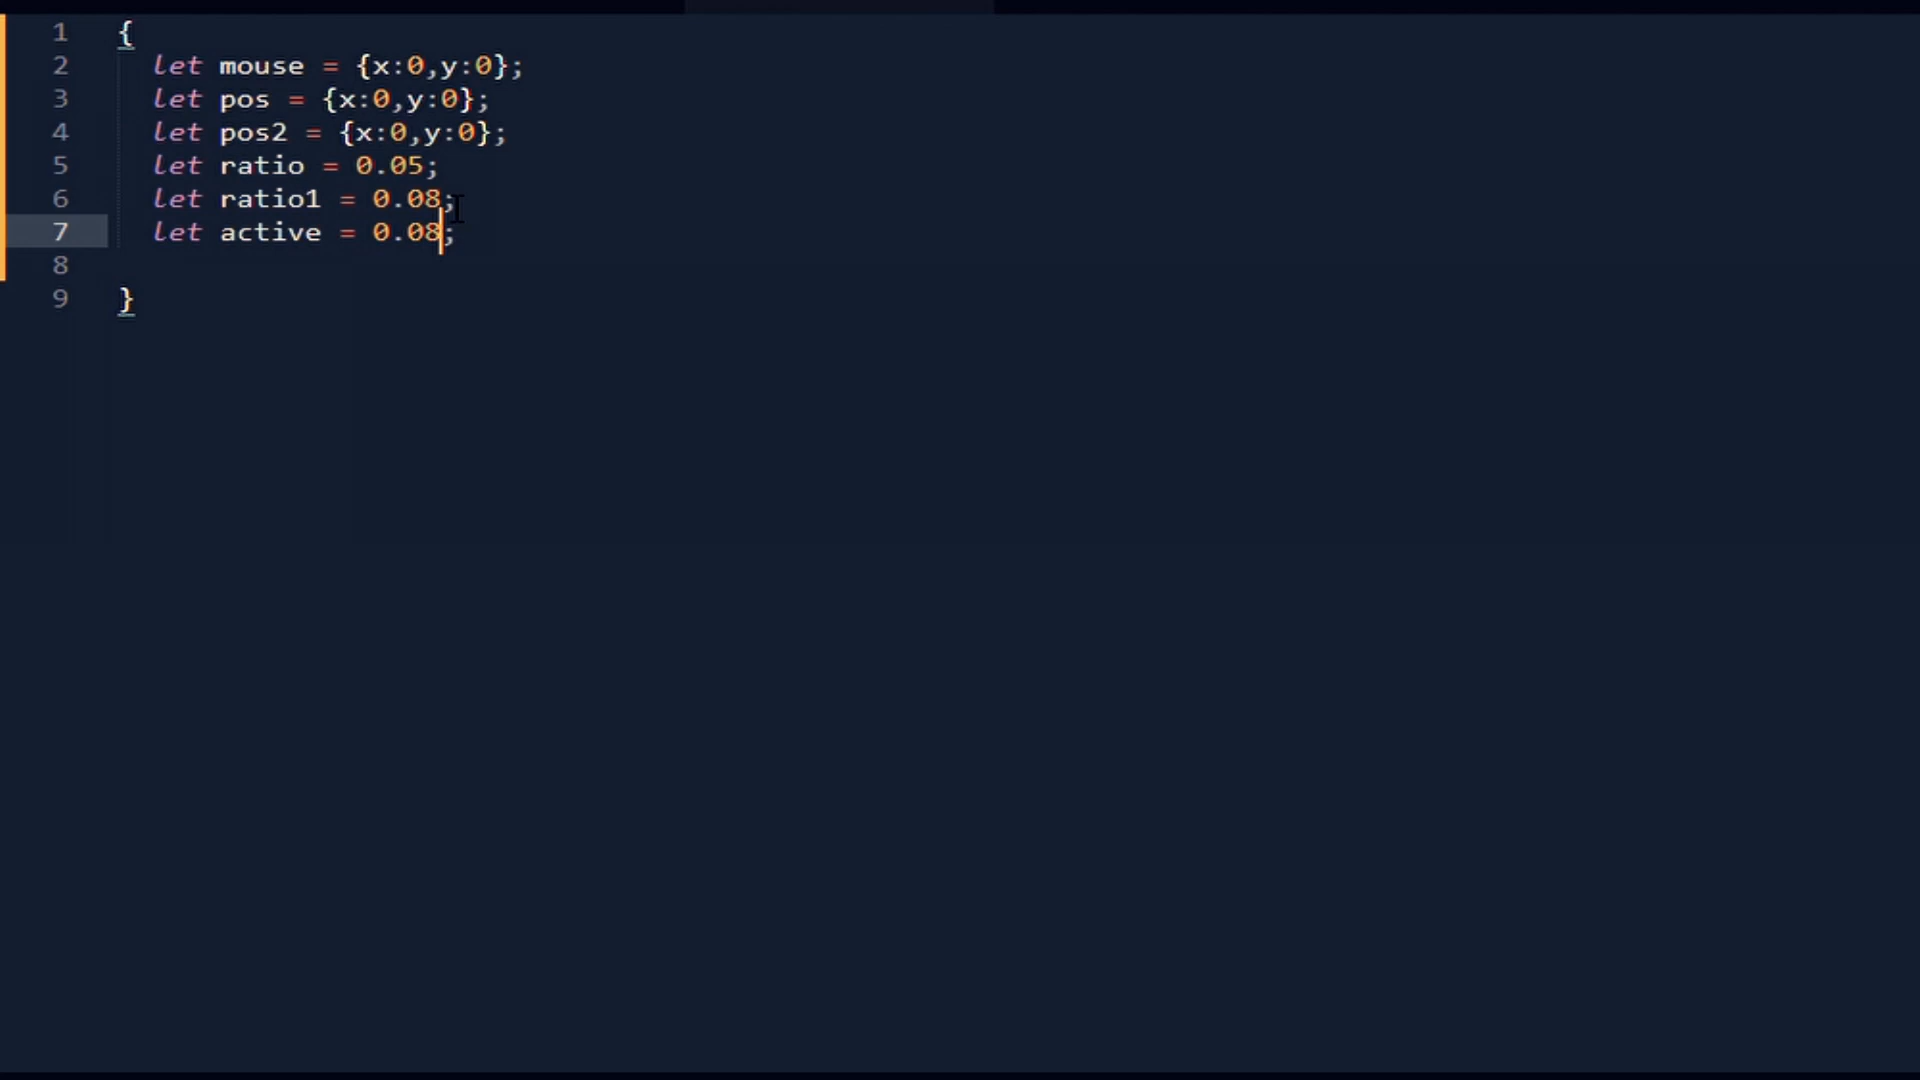 1 {
2 let mouse = {x:0,y:0};
3 let pos = {x:0,y:0};
4 let pos2 = {x:0,y:0};
5 let ratio = 0.05;
6 let ratio1 = 0.08;
7 let active = 0.08;
8
9 }